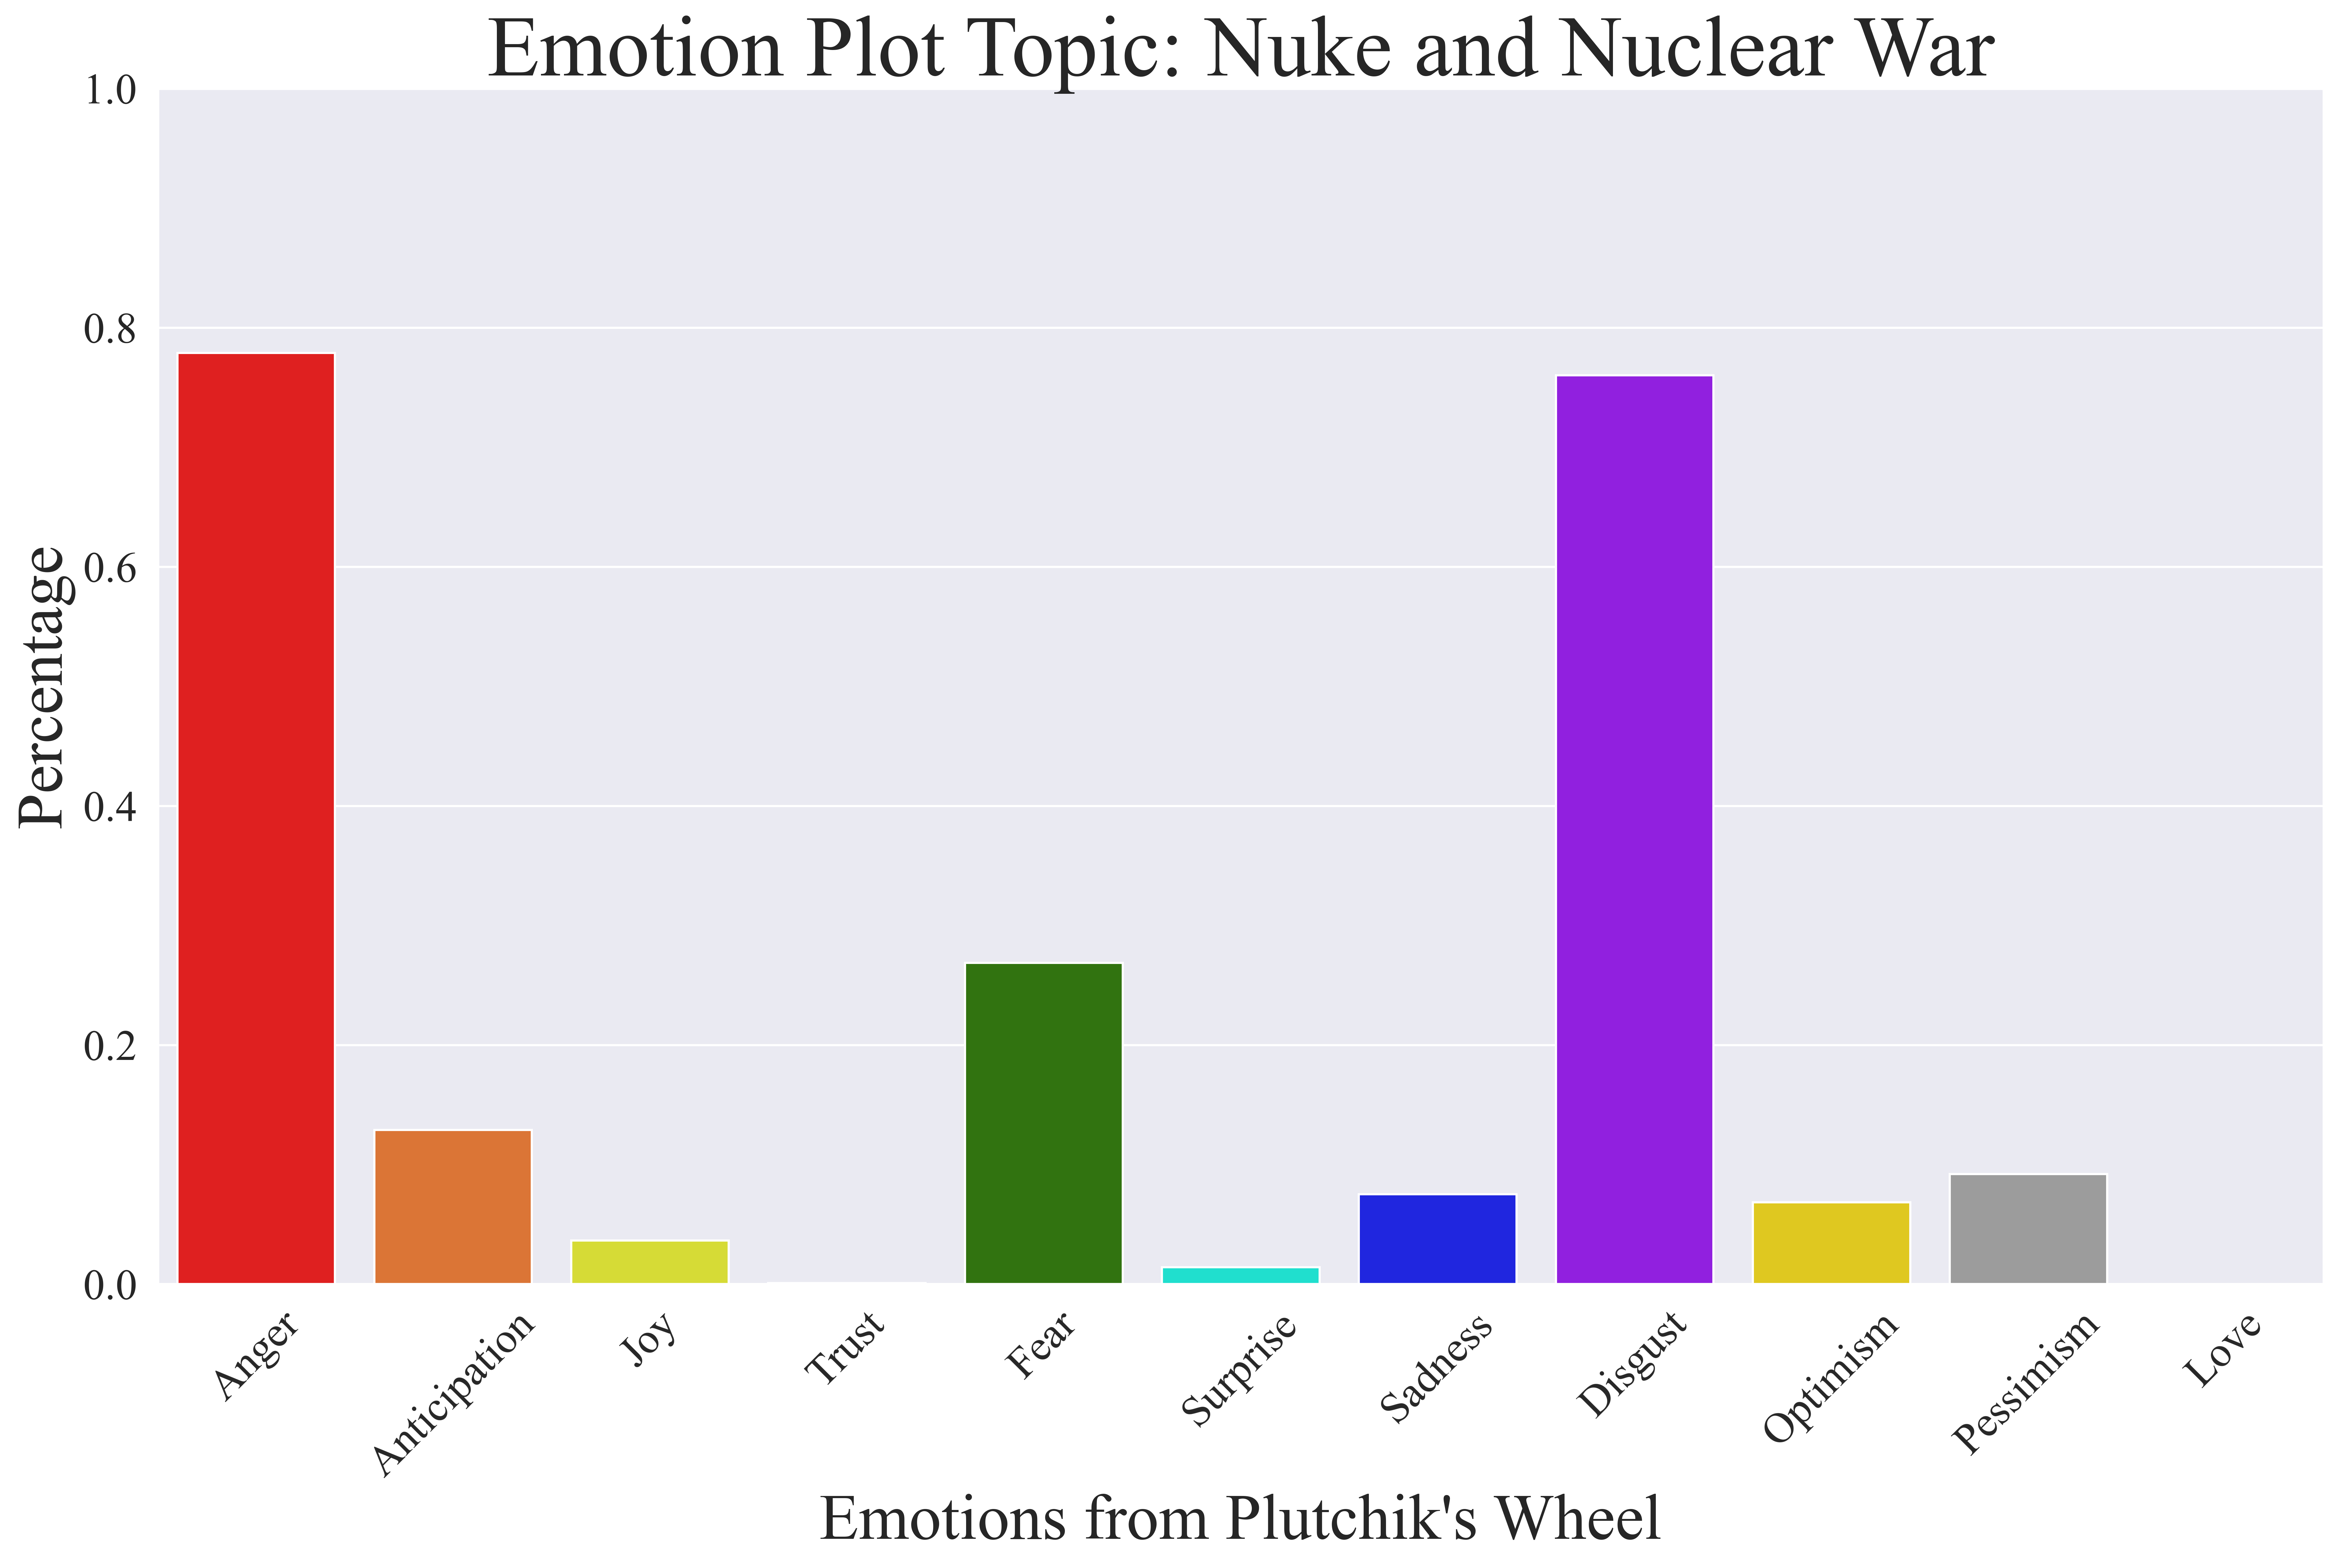 Emotion Plot Topic: Nuke and Nuclear War
1.0
0.8
0.6
0.4
0.2
0.0
Percentage
Anger
Anticipation
Joy
Trust
Fear
Surprise
Sadness
Disgust
Optimism
Pessimism
Love
Emotions from Plutchik's Wheel